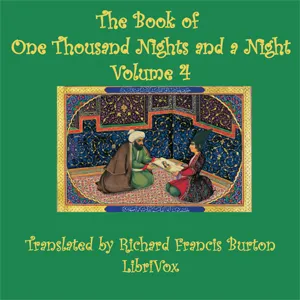 The Book of
One Thousand Nights and a Night
Volume 4
Translated by Richard Francis Burton
LibriVox